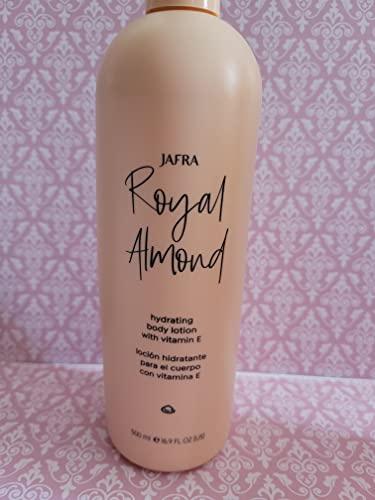 JAFRA
Royal
Almond
hydrating
body lotion
with vitamin E
loción hidratante
para el cuerpo
con vitamina E
500 ml ℮ 16.9 FL OZ (US)